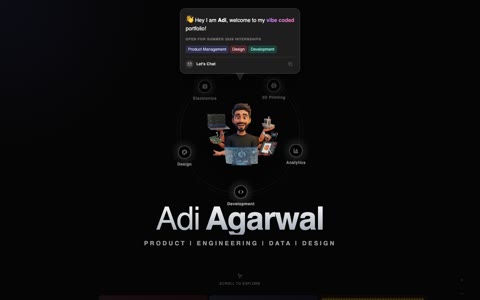 👋 Hey I am Adi, welcome to my vibe coded
portfolio!
OPEN FOR SUMMER 2026 INTERNSHIPS
Product Management Design Development
Let's Chat
Electronics 3D Printing
Design Analytics
Development
Adi Agarwal
PRODUCT | ENGINEERING | DATA | DESIGN
SCROLL TO EXPLORE